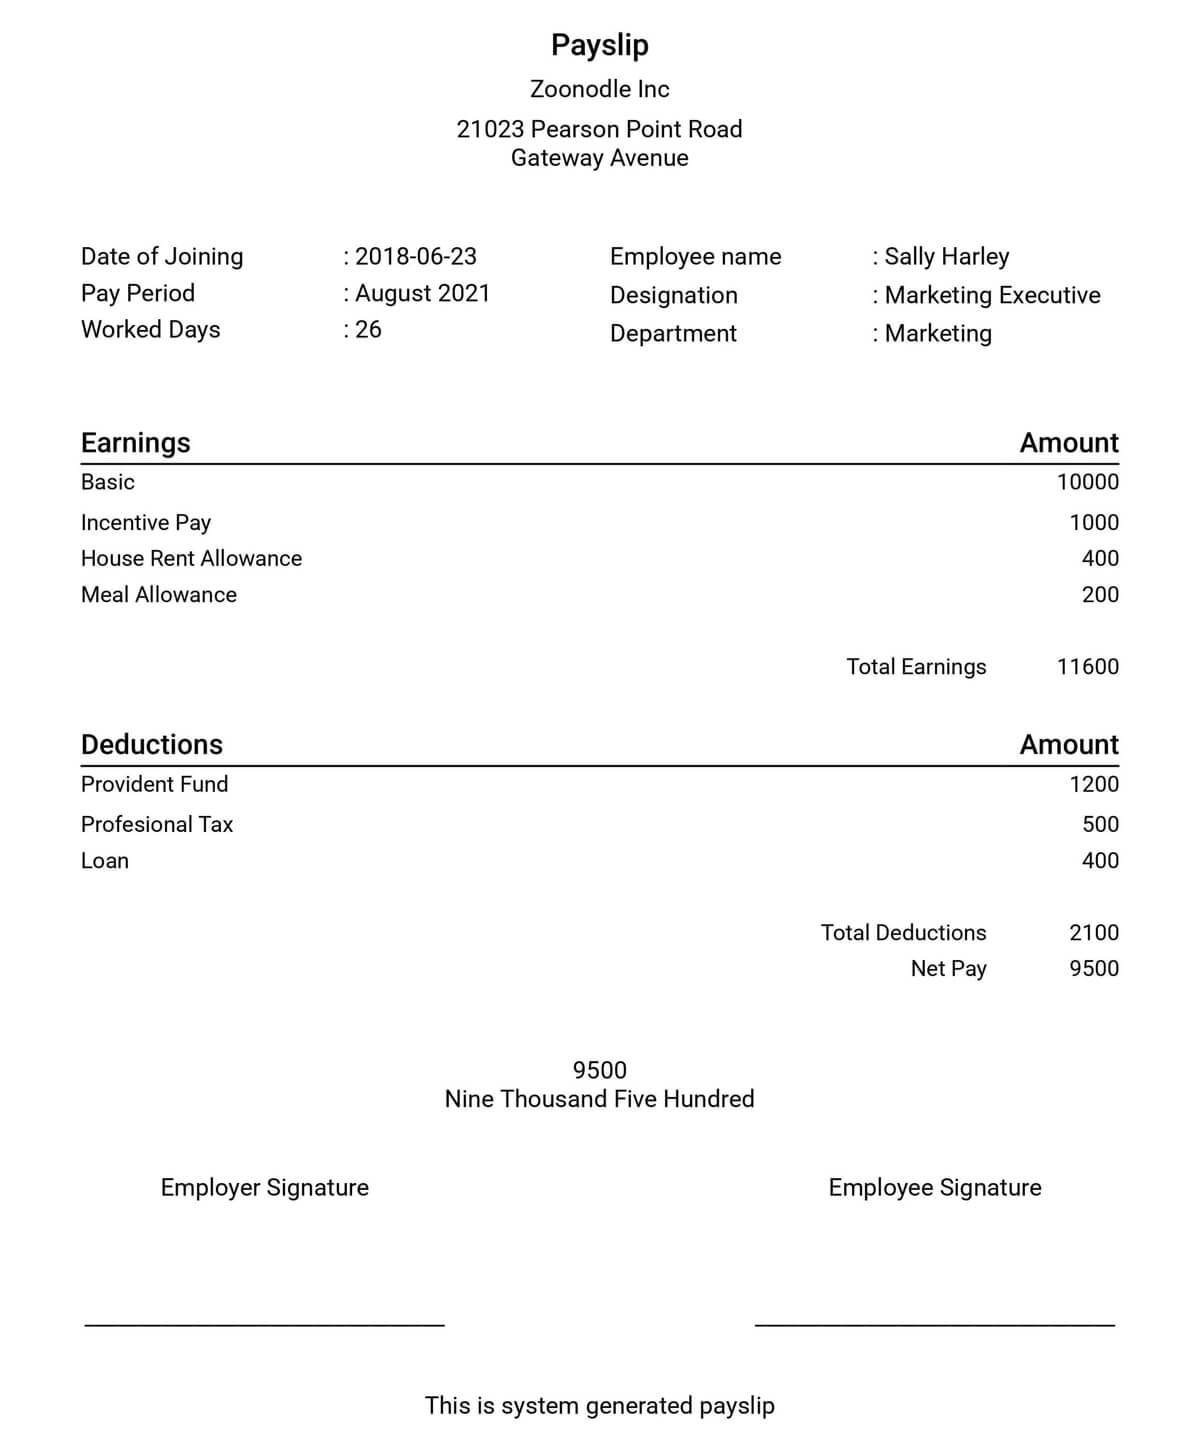 Payslip
Zoonodle Inc
21023 Pearson Point Road
Gateway Avenue
Date of Joining : 2018-06-23 Employee name : Sally Harley
Pay Period : August 2021 Designation : Marketing Executive
Worked Days : 26 Department : Marketing
Earnings Amount
Basic 10000
Incentive Pay 1000
House Rent Allowance 400
Meal Allowance 200
Total Earnings 11600
Deductions Amount
Provident Fund 1200
Profesional Tax 500
Loan 400
Total Deductions 2100
Net Pay 9500
9500
Nine Thousand Five Hundred
Employer Signature Employee Signature
This is system generated payslip